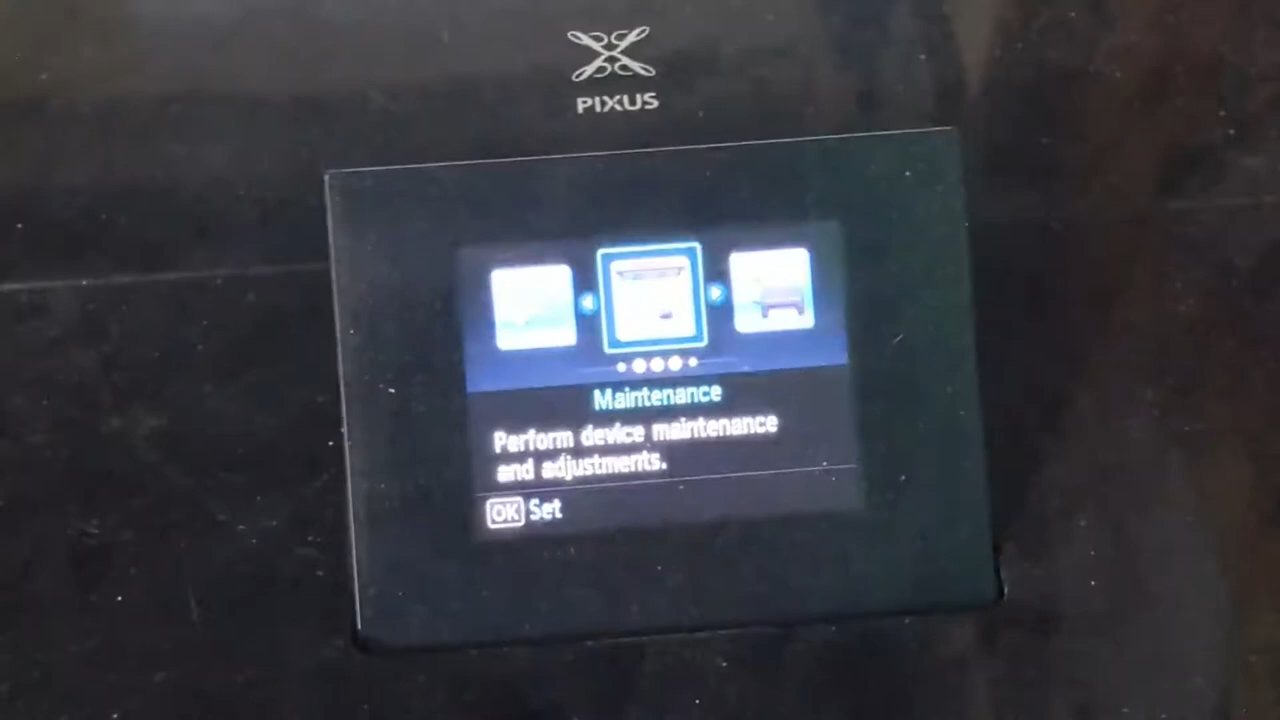 PIXUS
Maintenance
Perform device maintenance
and adjustments.
OK Set